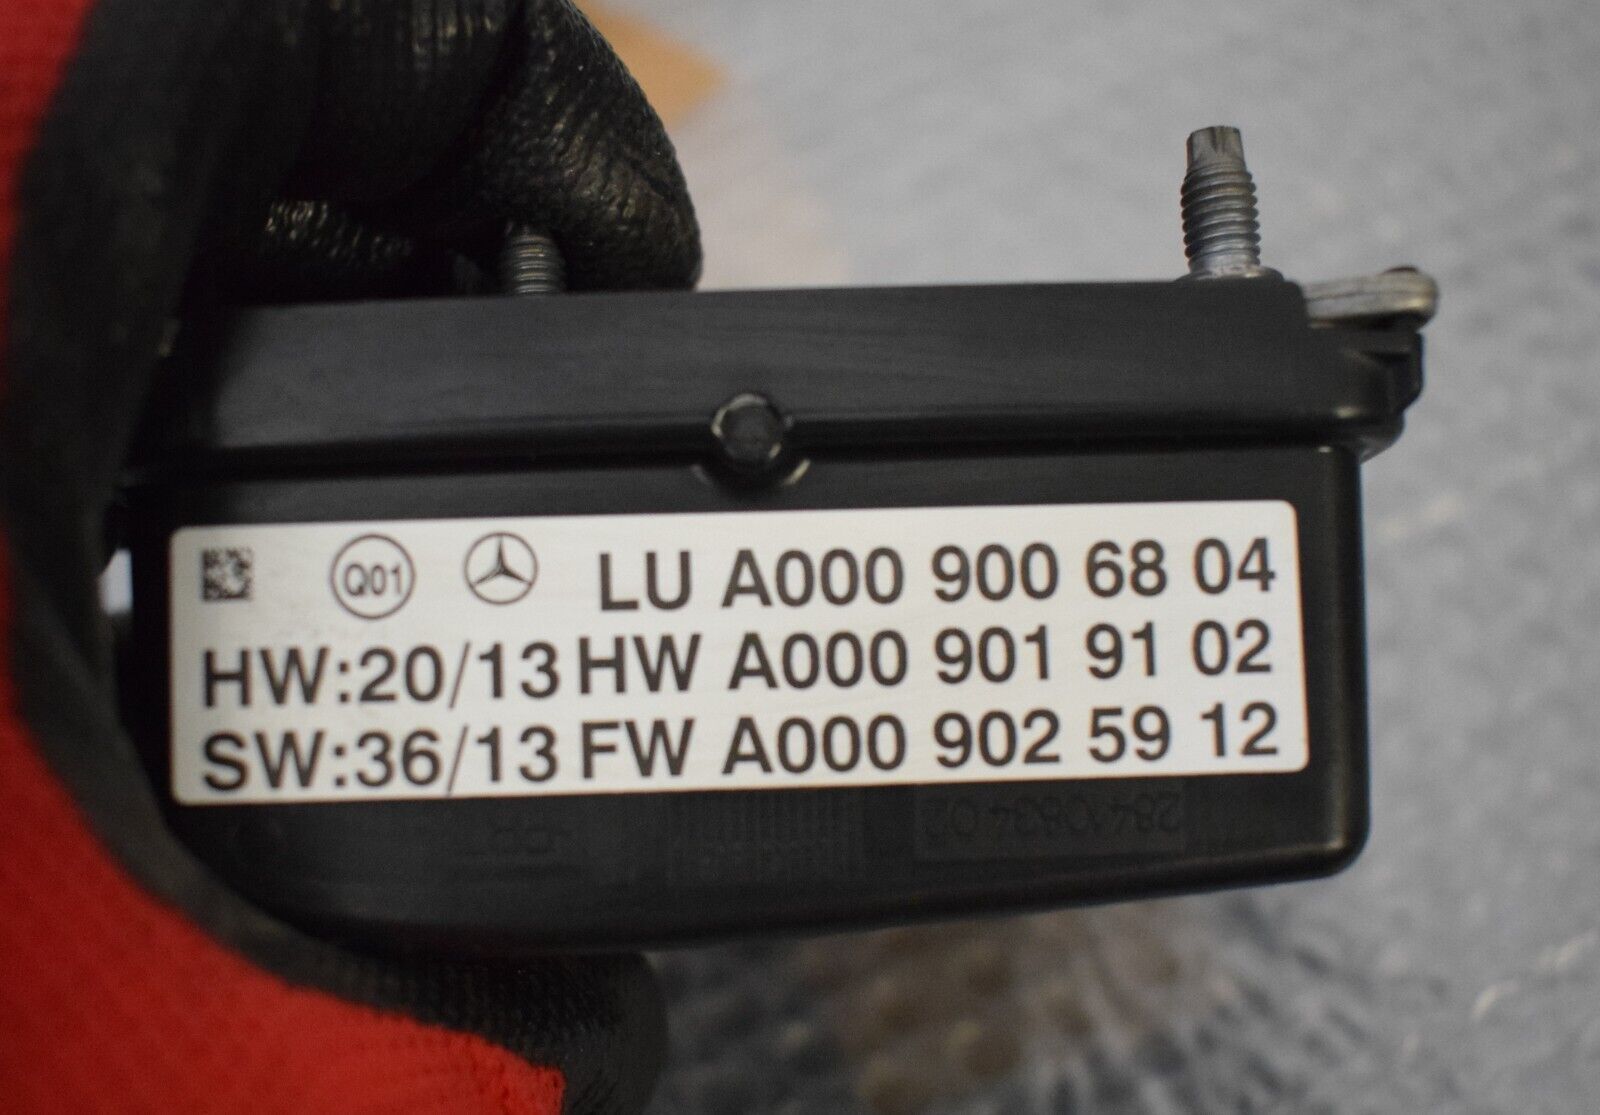 Q01 LU A000 900 68 04
HW:20/13 HW A000 901 91 02
SW:36/13 FW A000 902 59 12